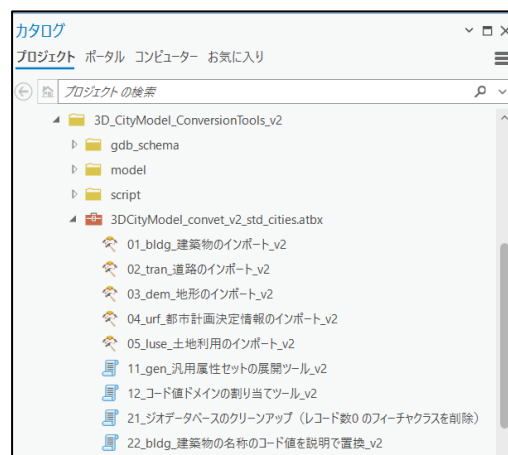 カタログ
プロジェクト ポータル コンピューター お気に入り
プロジェクトの検索
3D_CityModel_ConversionTools_v2
gdb_schema
model
script
3DCityModel_convet_v2_std_cities.atbx
01_bldg_建築物のインポート_v2
02_tran_道路のインポート_v2
03_dem_地形のインポート_v2
04_urf_都市計画決定情報のインポート_v2
05_luse_土地利用のインポート_v2
11_gen_汎用属性セットの展開ツール_v2
12_コード値ドメインの割り当てツール_v2
21_ジオデータベースのクリーンアップ（レコード数0 のフィーチャクラスを削除）
22_bldg_建築物の名称のコード値を説明で置換_v2